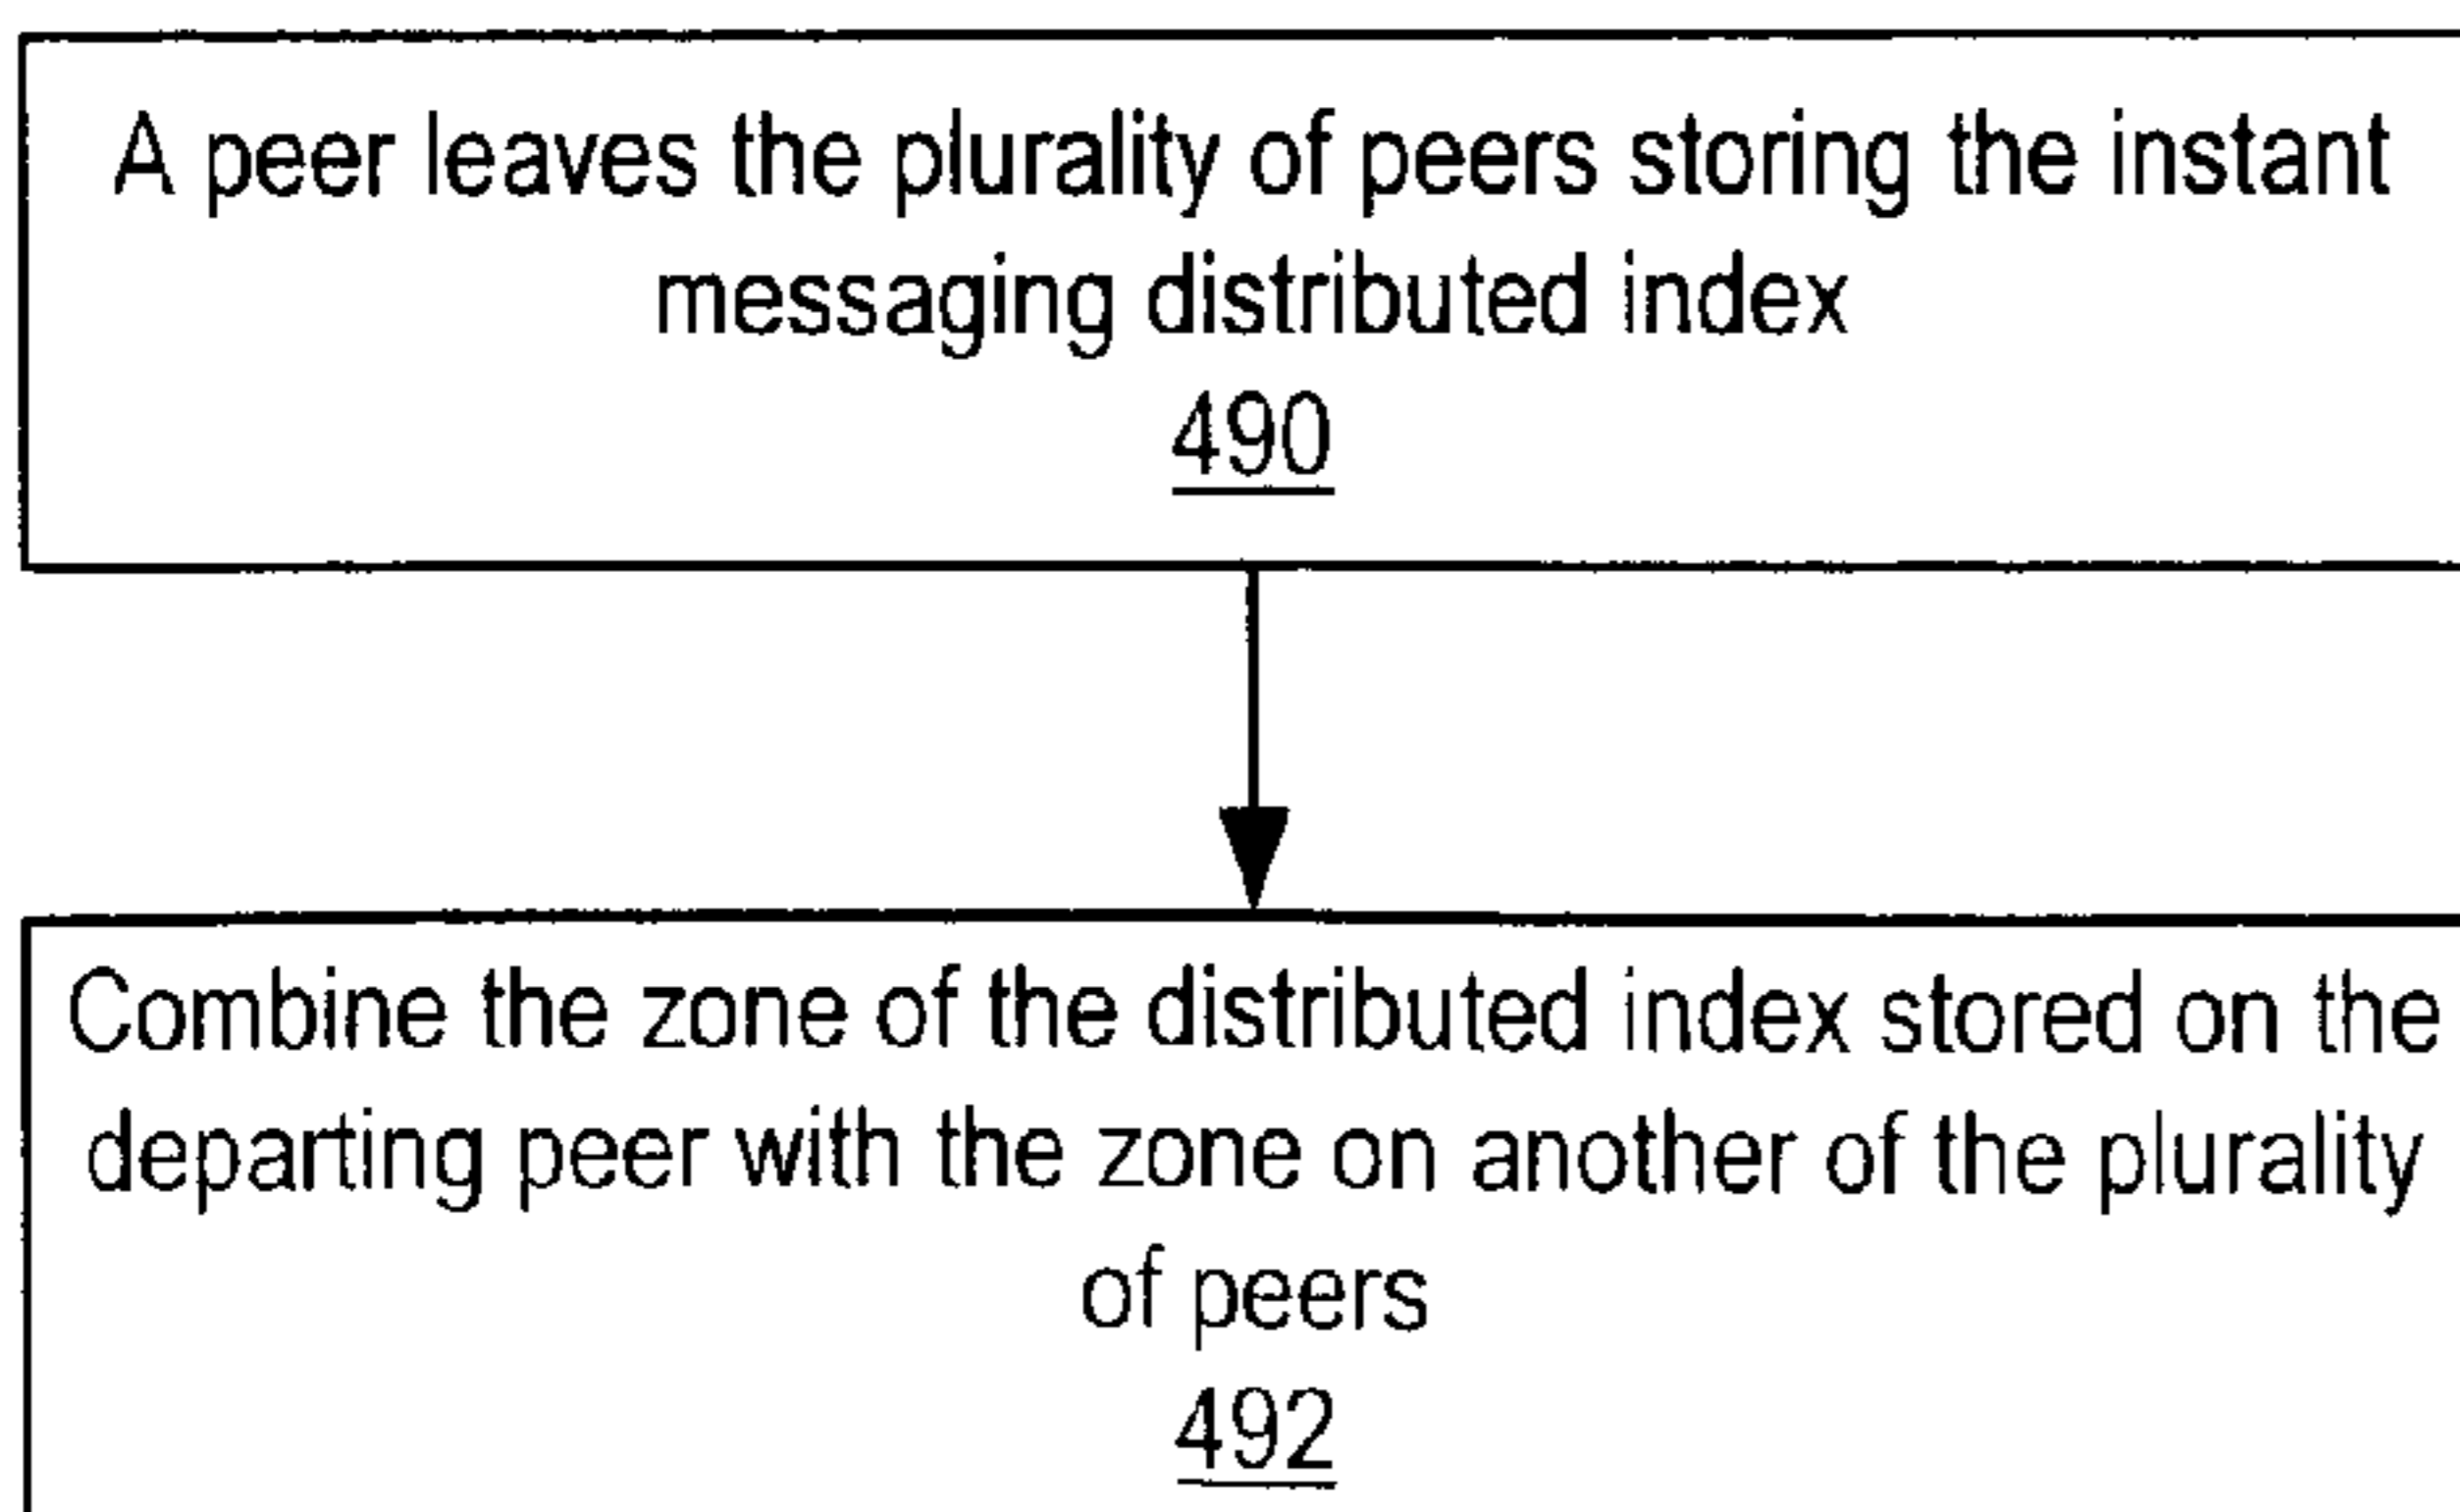 A peer leaves the plurality of peers storing the instant
messaging distributed index
490
Combine the zone of the distributed index stored on the
departing peer with the zone on another of the plurality
of peers
492